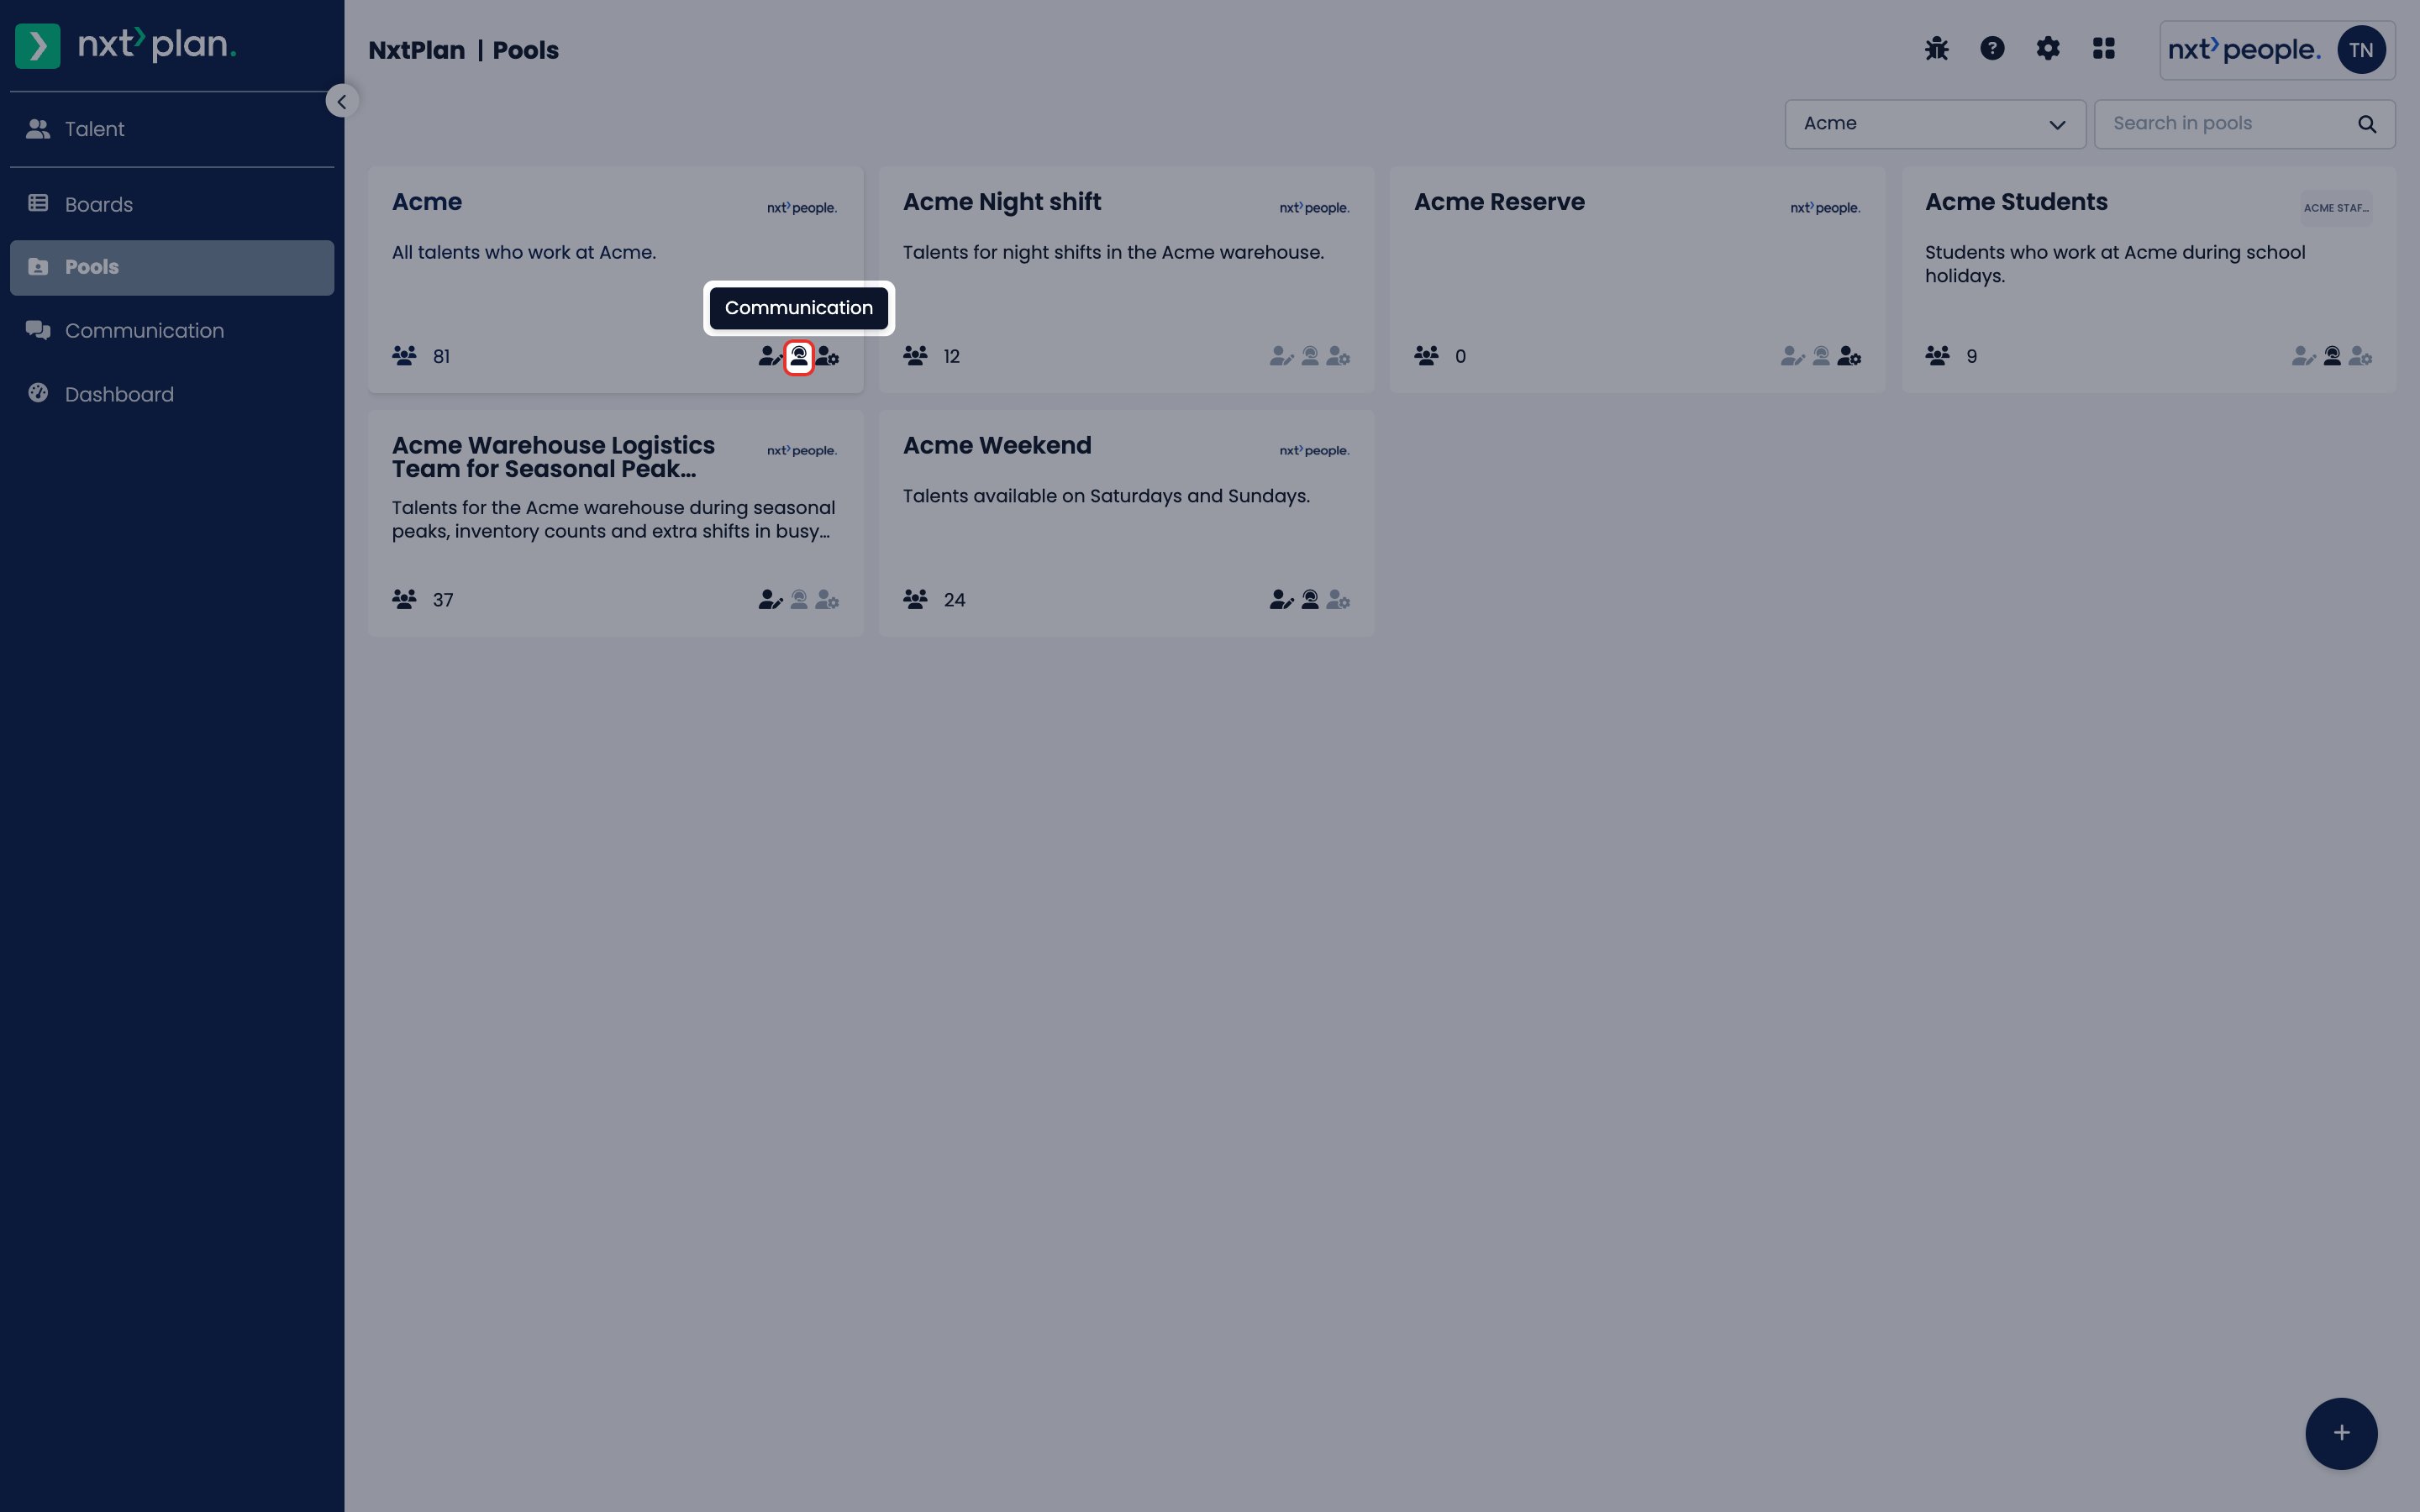 nxt›plan.
Talent
Boards
Pools
Communication
Dashboard
NxtPlan | Pools
nxt›people.
TN
Acme
Search in pools
Acme
nxt›people.
All talents who work at Acme.
Communication
81
Acme Night shift
nxt›people.
Talents for night shifts in the Acme warehouse.
12
Acme Reserve
nxt›people.
0
Acme Students
ACME STAF...
Students who work at Acme during school
holidays.
9
Acme Warehouse Logistics
Team for Seasonal Peak...
nxt›people.
Talents for the Acme warehouse during seasonal
peaks, inventory counts and extra shifts in busy...
37
Acme Weekend
nxt›people.
Talents available on Saturdays and Sundays.
24